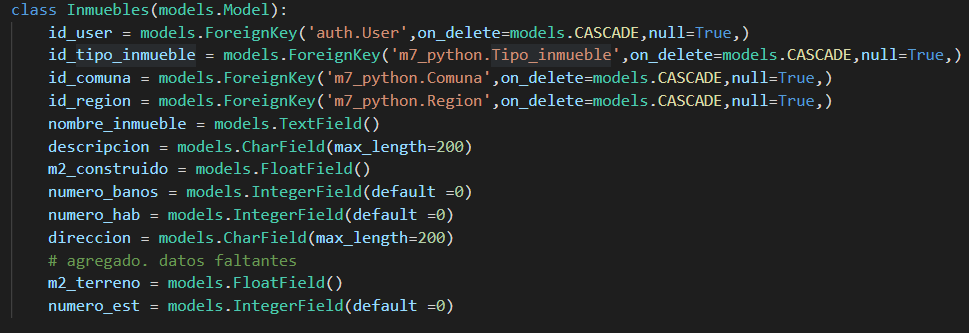 class Inmuebles(models.Model):
    id_user = models.ForeignKey('auth.User',on_delete=models.CASCADE,null=True,)
    id_tipo_inmueble = models.ForeignKey('m7_python.Tipo_inmueble',on_delete=models.CASCADE,null=True,)
    id_comuna = models.ForeignKey('m7_python.Comuna',on_delete=models.CASCADE,null=True,)
    id_region = models.ForeignKey('m7_python.Region',on_delete=models.CASCADE,null=True,)
    nombre_inmueble = models.TextField()
    descripcion = models.CharField(max_length=200)
    m2_construido = models.FloatField()
    numero_banos = models.IntegerField(default =0)
    numero_hab = models.IntegerField(default =0)
    direccion = models.CharField(max_length=200)
    # agregado. datos faltantes
    m2_terreno = models.FloatField()
    numero_est = models.IntegerField(default =0)